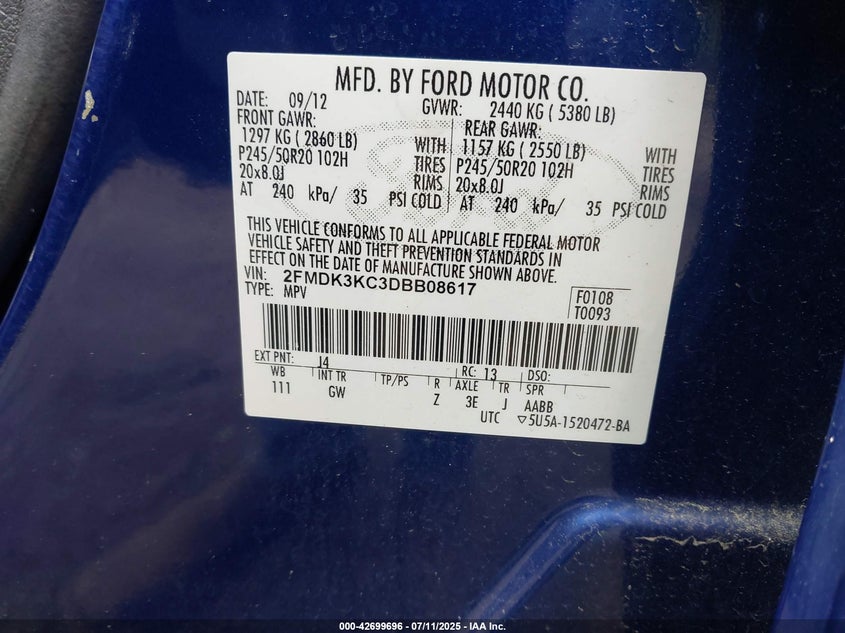 MFD. BY FORD MOTOR CO.
DATE: 09/12 GVWR: 2440 KG ( 5380 LB)
FRONT GAWR: REAR GAWR:
1297 KG ( 2860 LB) WITH 1157 KG ( 2550 LB) WITH
P245/50R20 102H TIRES P245/50R20 102H TIRES
20x8.0J RIMS 20x8.0J RIMS
AT 240 kPa/ 35 PSI COLD AT 240 kPa/ 35 PSI COLD
THIS VEHICLE CONFORMS TO ALL APPLICABLE FEDERAL MOTOR
VEHICLE SAFETY AND THEFT PREVENTION STANDARDS IN
EFFECT ON THE DATE OF MANUFACTURE SHOWN ABOVE.
VIN: 2FMDK3KC3DBB08617
TYPE: MPV
F0108
T0093
EXT PNT: J4 RC: 13 DSO:
WB INT TR TP/PS R AXLE TR SPR
111 GW Z 3E J AABB
UTC ▽5U5A-1520472-BA
000-42699696 - 07/11/2025 - IAA Inc.